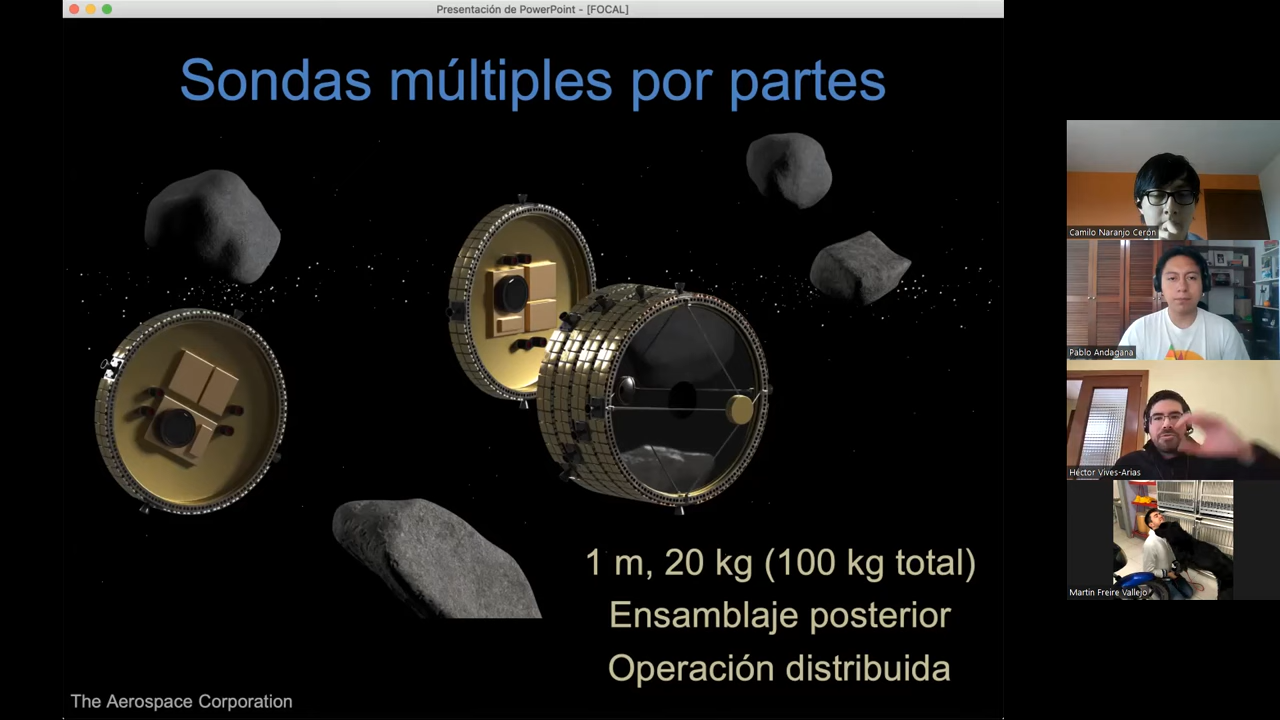 Presentación de PowerPoint - [FOCAL]
Sondas múltiples por partes
1 m, 20 kg (100 kg total)
Ensamblaje posterior
Operación distribuida
The Aerospace Corporation
Camilo Naranjo Cerón
Pablo Andagana
Héctor Vives-Arias
Martin Freire Vallejo